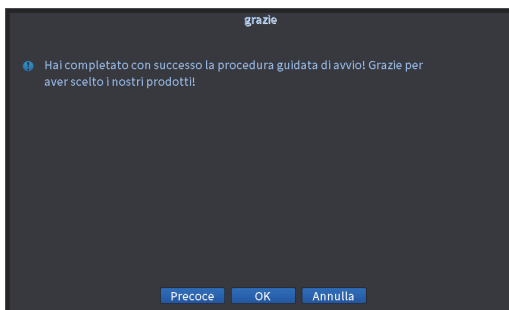 grazie
Hai completato con successo la procedura guidata di avvio! Grazie per
aver scelto i nostri prodotti!
Precoce OK Annulla